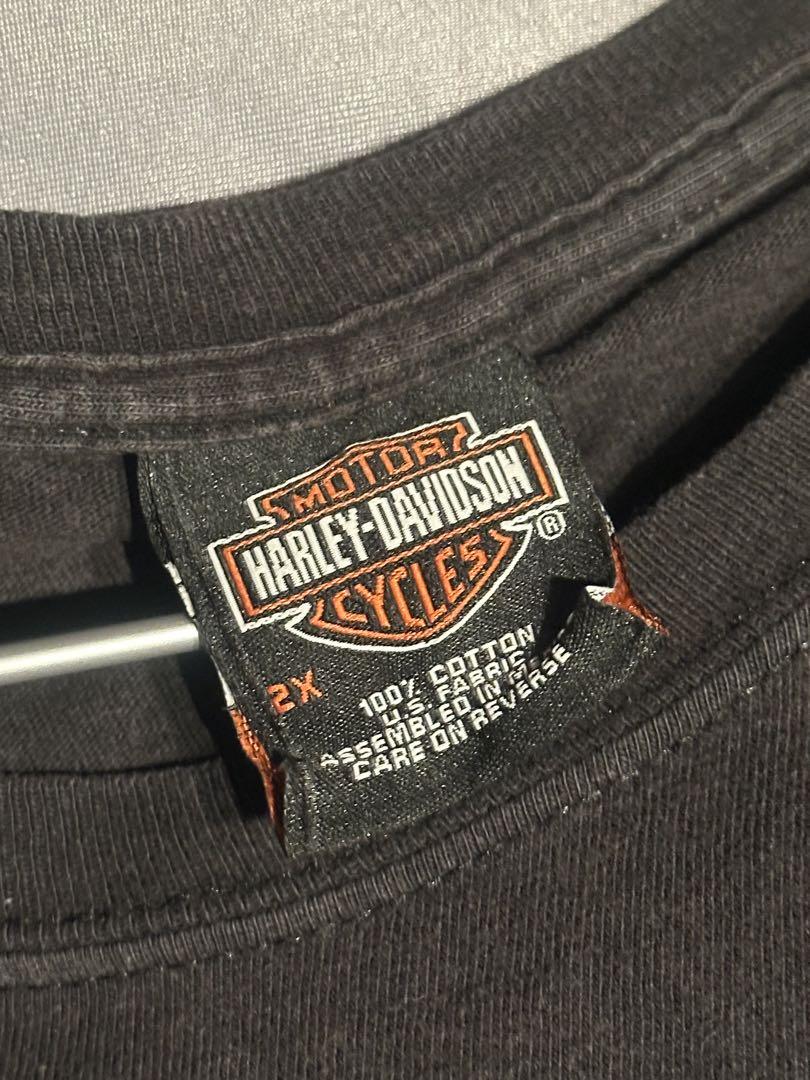 MOTOR
HARLEY-DAVIDSON
®
CYCLES
2X
100% COTTON
U.S. FABRIC
ASSEMBLED IN
CARE ON REVERSE